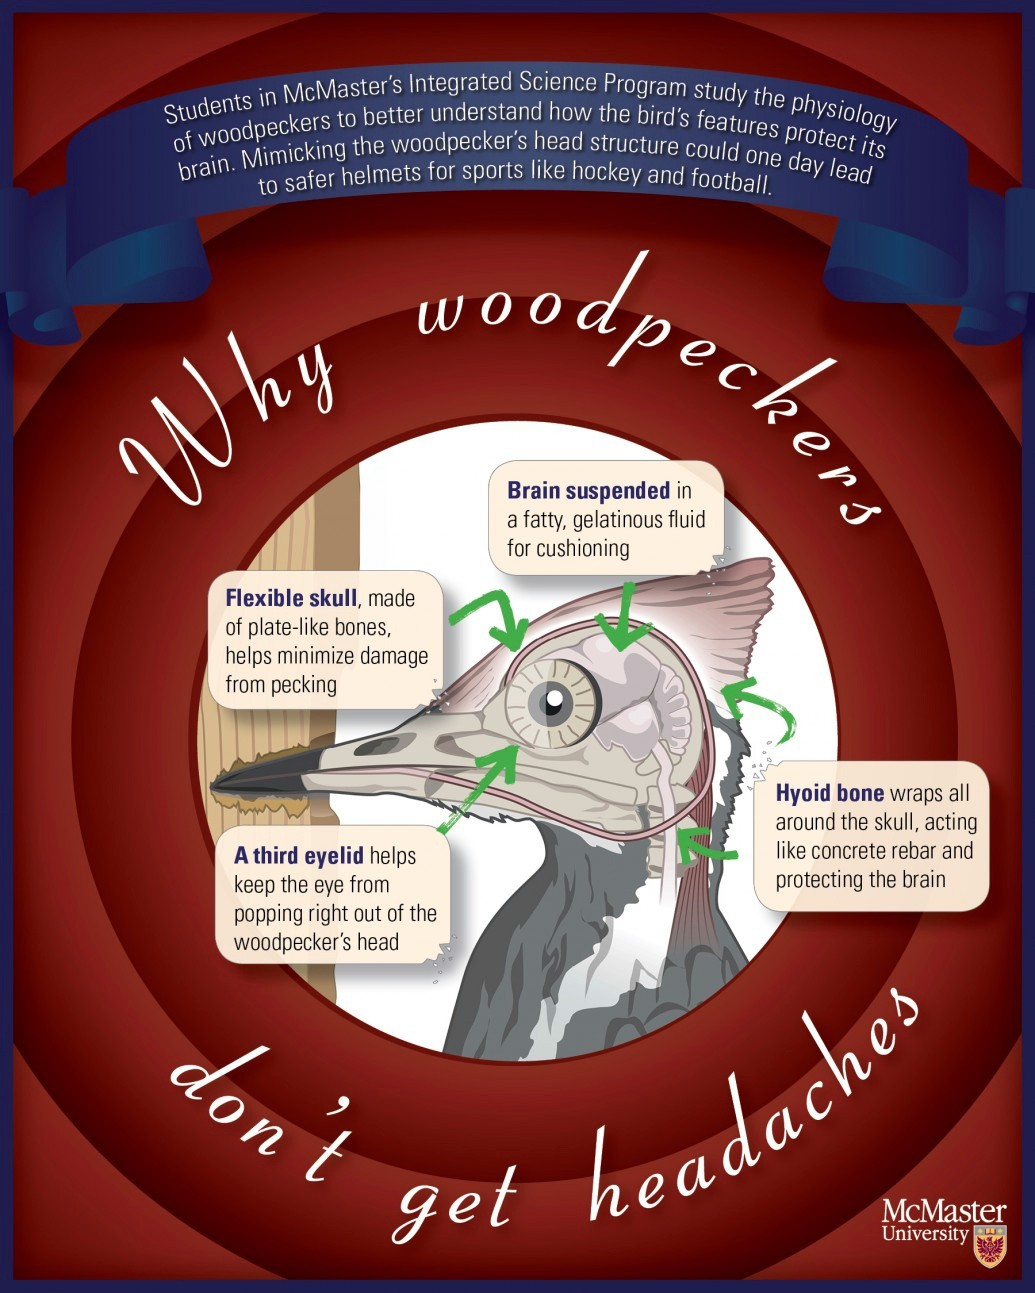 Students in McMaster's Integrated Science Program study the physiology
of woodpeckers to better understand how the bird's features protect its
brain. Mimicking the woodpecker's head structure could one day lead
to safer helmets for sports like hockey and football.
Why woodpeckers
Brain suspended in
a fatty, gelatinous fluid
for cushioning
Flexible skull, made
of plate-like bones,
helps minimize damage
from pecking
Hyoid bone wraps all
around the skull, acting
like concrete rebar and
protecting the brain
A third eyelid helps
keep the eye from
popping right out of the
woodpecker's head
don't get headaches
McMaster
University